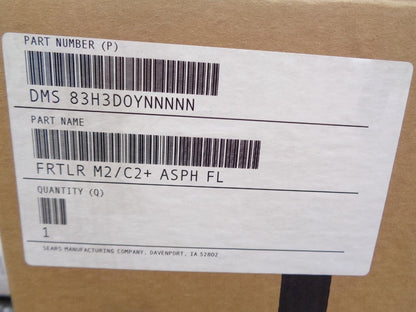 PART NUMBER (P)
DMS 83H3D0YNNNNN
PART NAME
FRTLR M2/C2+ ASPH FL
QUANTITY (Q)
1
SEARS MANUFACTURING COMPANY, DAVENPORT, IA 52802